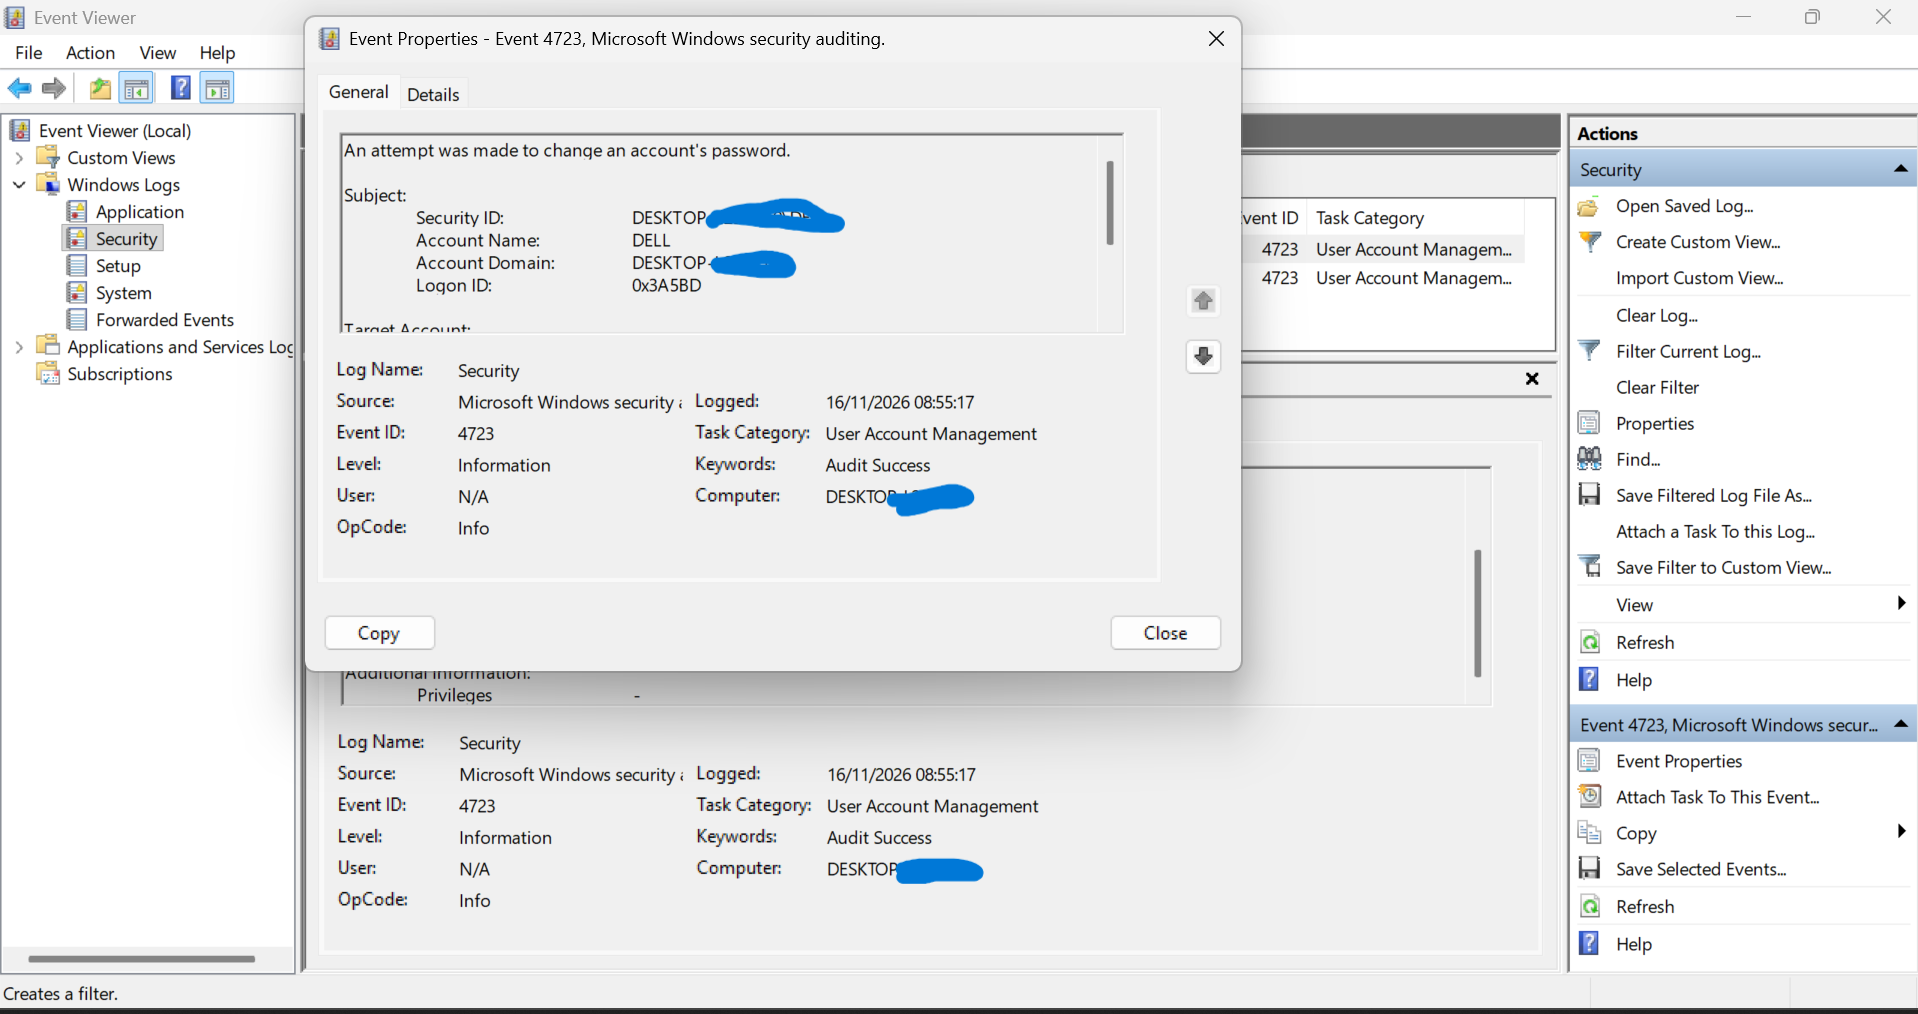 Event Viewer
File Action View Help
Event Viewer (Local)
Custom Views
Windows Logs
Application
Security
Setup
System
Forwarded Events
Applications and Services Log
Subscriptions
Event Properties - Event 4723, Microsoft Windows security auditing.
General Details
An attempt was made to change an account's password.
Subject:
Security ID: DESKTOP
Account Name: DELL
Account Domain: DESKTOP-
Logon ID: 0x3A5BD
Target Account:
Log Name: Security
Source: Microsoft Windows security Logged: 16/11/2026 08:55:17
Event ID: 4723 Task Category: User Account Management
Level: Information Keywords: Audit Success
User: N/A Computer: DESKTOP
OpCode: Info
Copy Close
vent ID Task Category
4723 User Account Managem...
4723 User Account Managem...
Additional Information:
Privileges -
Log Name: Security
Source: Microsoft Windows security Logged: 16/11/2026 08:55:17
Event ID: 4723 Task Category: User Account Management
Level: Information Keywords: Audit Success
User: N/A Computer: DESKTOP
OpCode: Info
Actions
Security
Open Saved Log...
Create Custom View...
Import Custom View...
Clear Log...
Filter Current Log...
Clear Filter
Properties
Find...
Save Filtered Log File As...
Attach a Task To this Log...
Save Filter to Custom View...
View
Refresh
Help
Event 4723, Microsoft Windows secur...
Event Properties
Attach Task To This Event...
Copy
Save Selected Events...
Refresh
Help
Creates a filter.